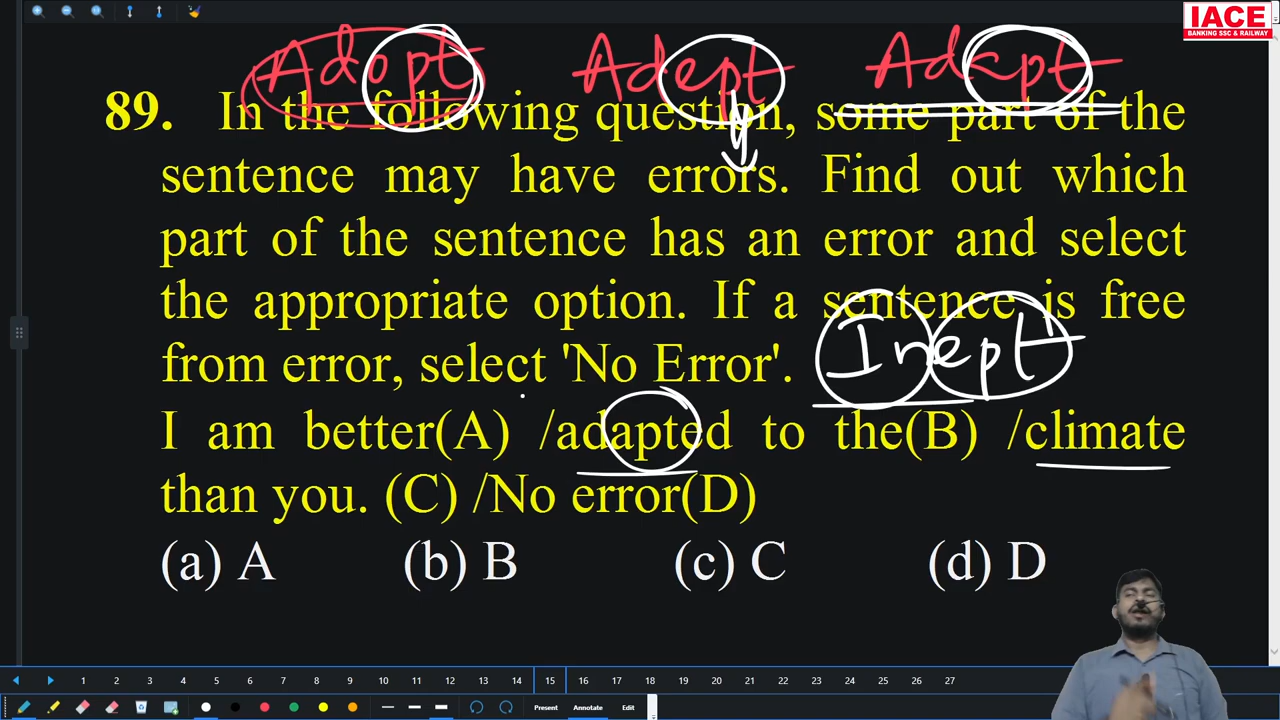 IACE
BANKING SSC & RAILWAY
Adopt Adept Adapt
89. In the following question, some part of the
sentence may have errors. Find out which
part of the sentence has an error and select
the appropriate option. If a sentence is free
from error, select 'No Error'.
Inept
I am better(A) /adapted to the(B) /climate
than you. (C) /No error(D)
(a) A (b) B (c) C (d) D
1 2 3 4 5 6 7 8 9 10 11 12 13 14 15 16 17 18 19 20 21 22 23 24 25 26 27
Present Annotate Edit